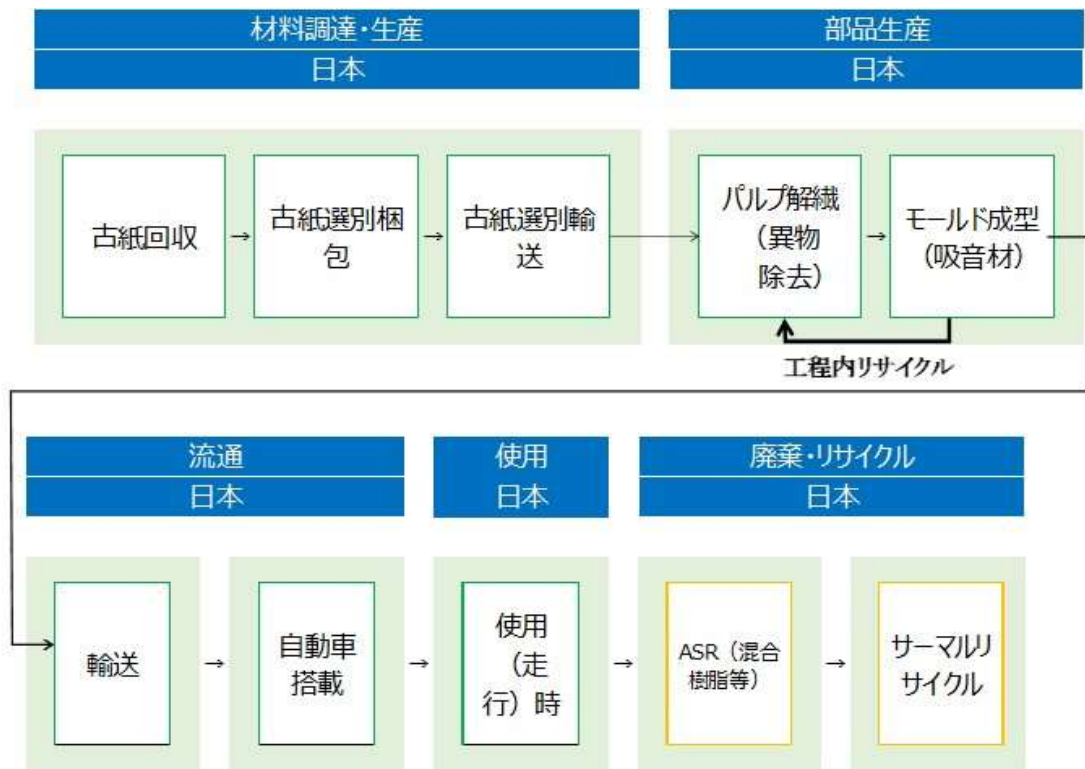 材料調達・生産
日本
部品生産
日本
古紙回収
→
古紙選別梱
包
→
古紙選別輸
送
パルプ解繊
（異物
除去）
→
モールド成型
（吸音材）
工程内リサイクル
流通
日本
使用
日本
廃棄・リサイクル
日本
輸送
→
自動車
搭載
→
使用
（走
行）時
→
ASR（混合
樹脂等）
→
サーマルリ
サイクル